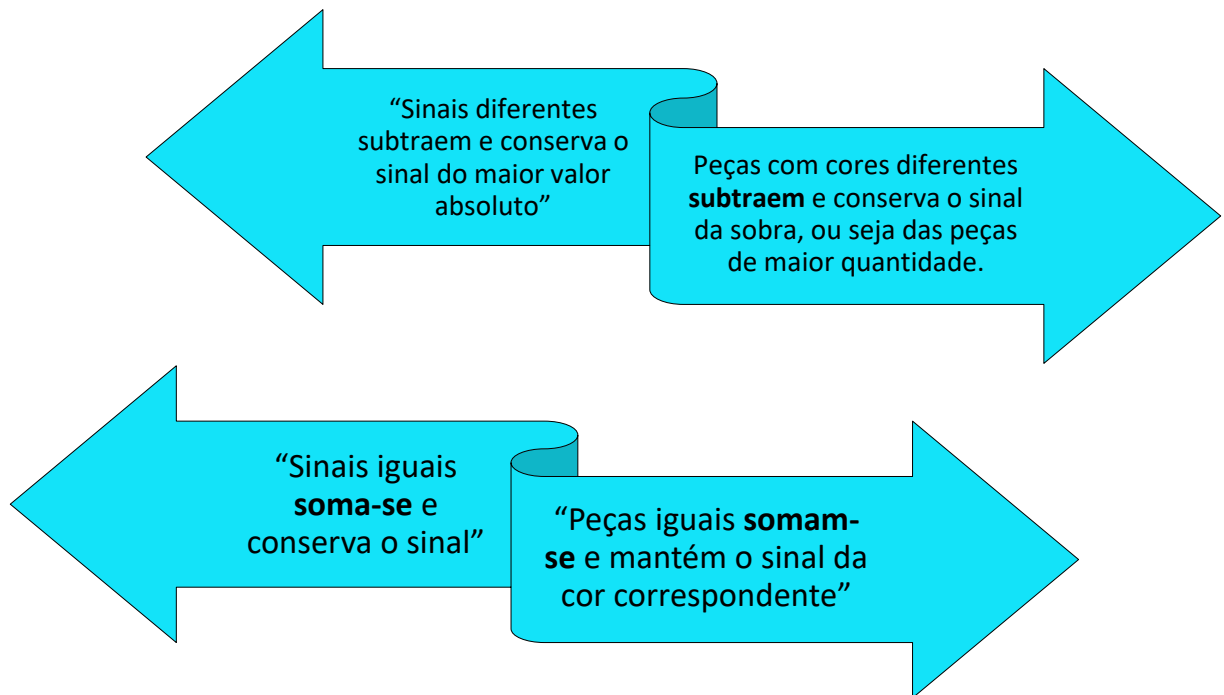 “Sinais diferentes
subtraem e conserva o
sinal do maior valor
absoluto”
Peças com cores diferentes
subtraem e conserva o sinal
da sobra, ou seja das peças
de maior quantidade.
“Sinais iguais
soma-se e
conserva o sinal”
“Peças iguais somam-
se e mantém o sinal da
cor correspondente”